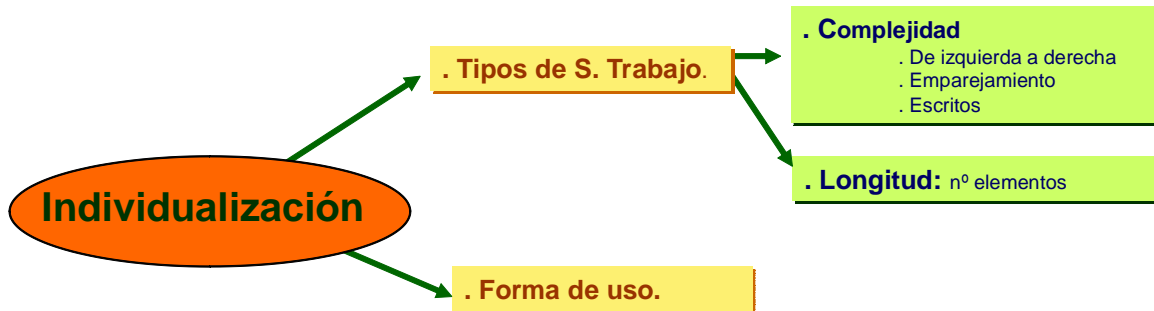 . Complejidad
. De izquierda a derecha
. Emparejamiento
. Escritos
. Tipos de S. Trabajo.
. Longitud: nº elementos
Individualización
. Forma de uso.